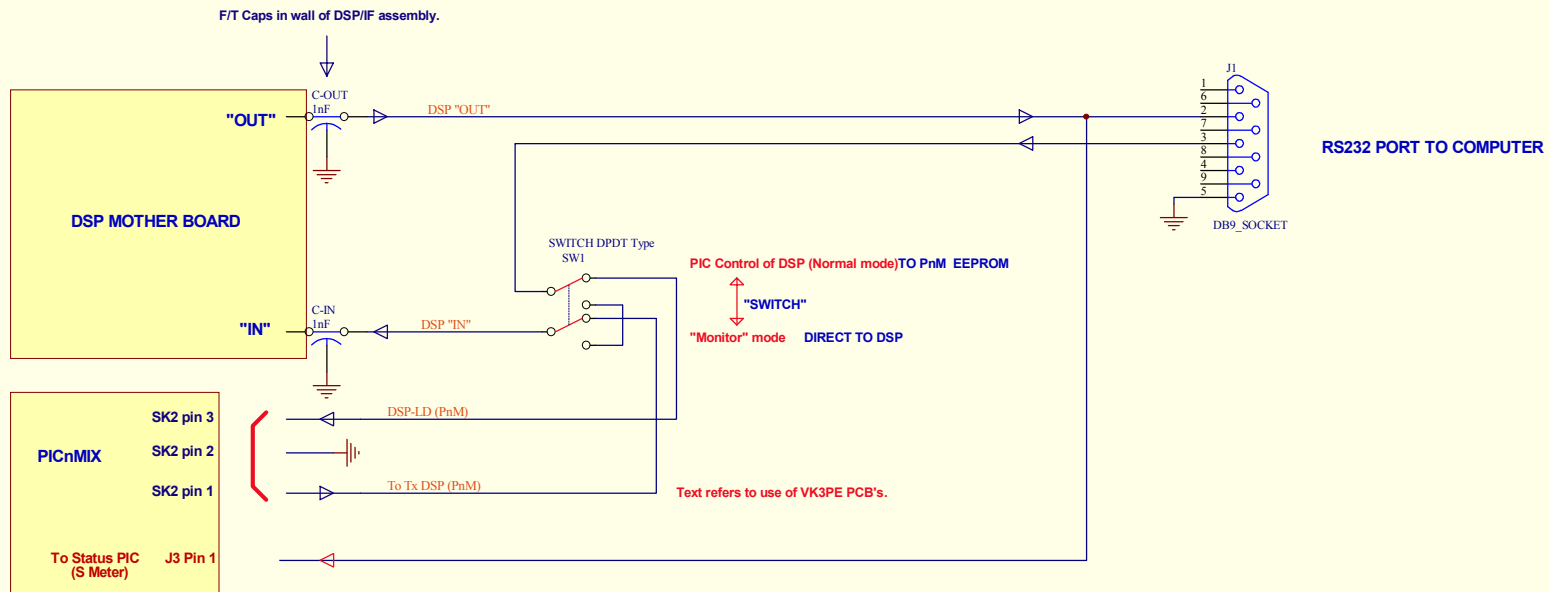 F/T Caps in wall of DSP/IF assembly.
C-OUT
1nF
"OUT"
DSP "OUT"
J1
1
6
2
7
3
8
4
9
5
DB9_SOCKET
RS232 PORT TO COMPUTER
DSP MOTHER BOARD
SWITCH DPDT Type
SW1
PIC Control of DSP (Normal mode)TO PnM EEPROM
"SWITCH"
"Monitor" mode DIRECT TO DSP
C-IN
1nF
"IN"
DSP "IN"
PICnMIX
SK2 pin 3
DSP-LD (PnM)
SK2 pin 2
SK2 pin 1
To Tx DSP (PnM)
Text refers to use of VK3PE PCB's.
To Status PIC J3 Pin 1
(S Meter)